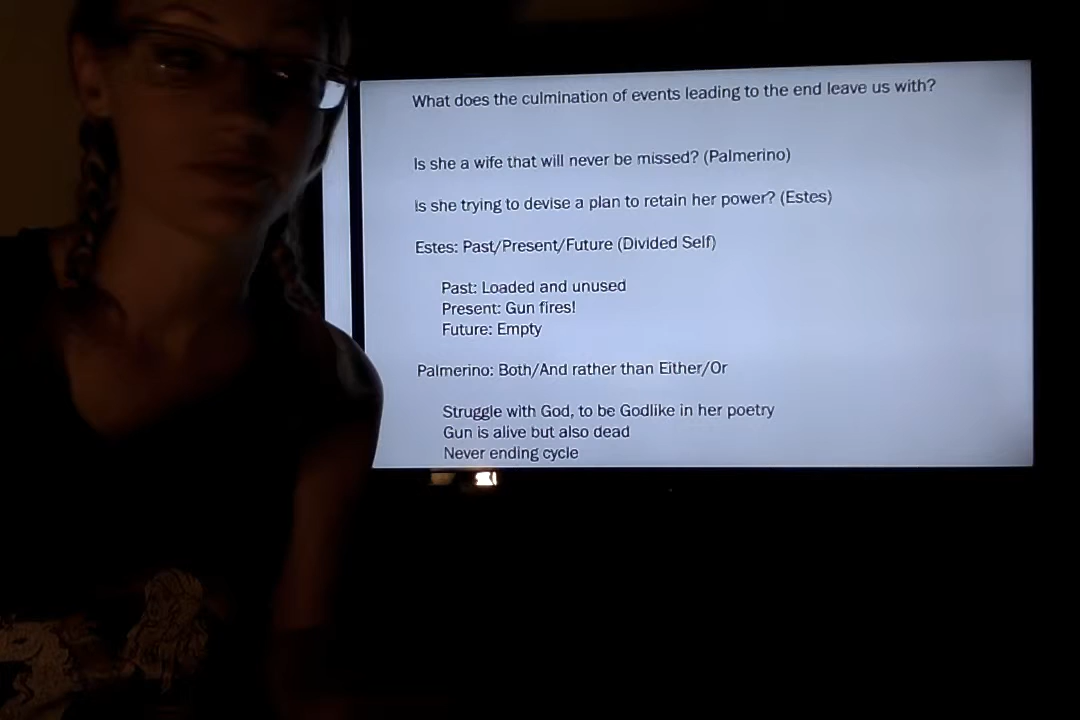 What does the culmination of events leading to the end leave us with?
Is she a wife that will never be missed? (Palmerino)
Is she trying to devise a plan to retain her power? (Estes)
Estes: Past/Present/Future (Divided Self)
Past: Loaded and unused
Present: Gun fires!
Future: Empty
Palmerino: Both/And rather than Either/Or
Struggle with God, to be Godlike in her poetry
Gun is alive but also dead
Never ending cycle